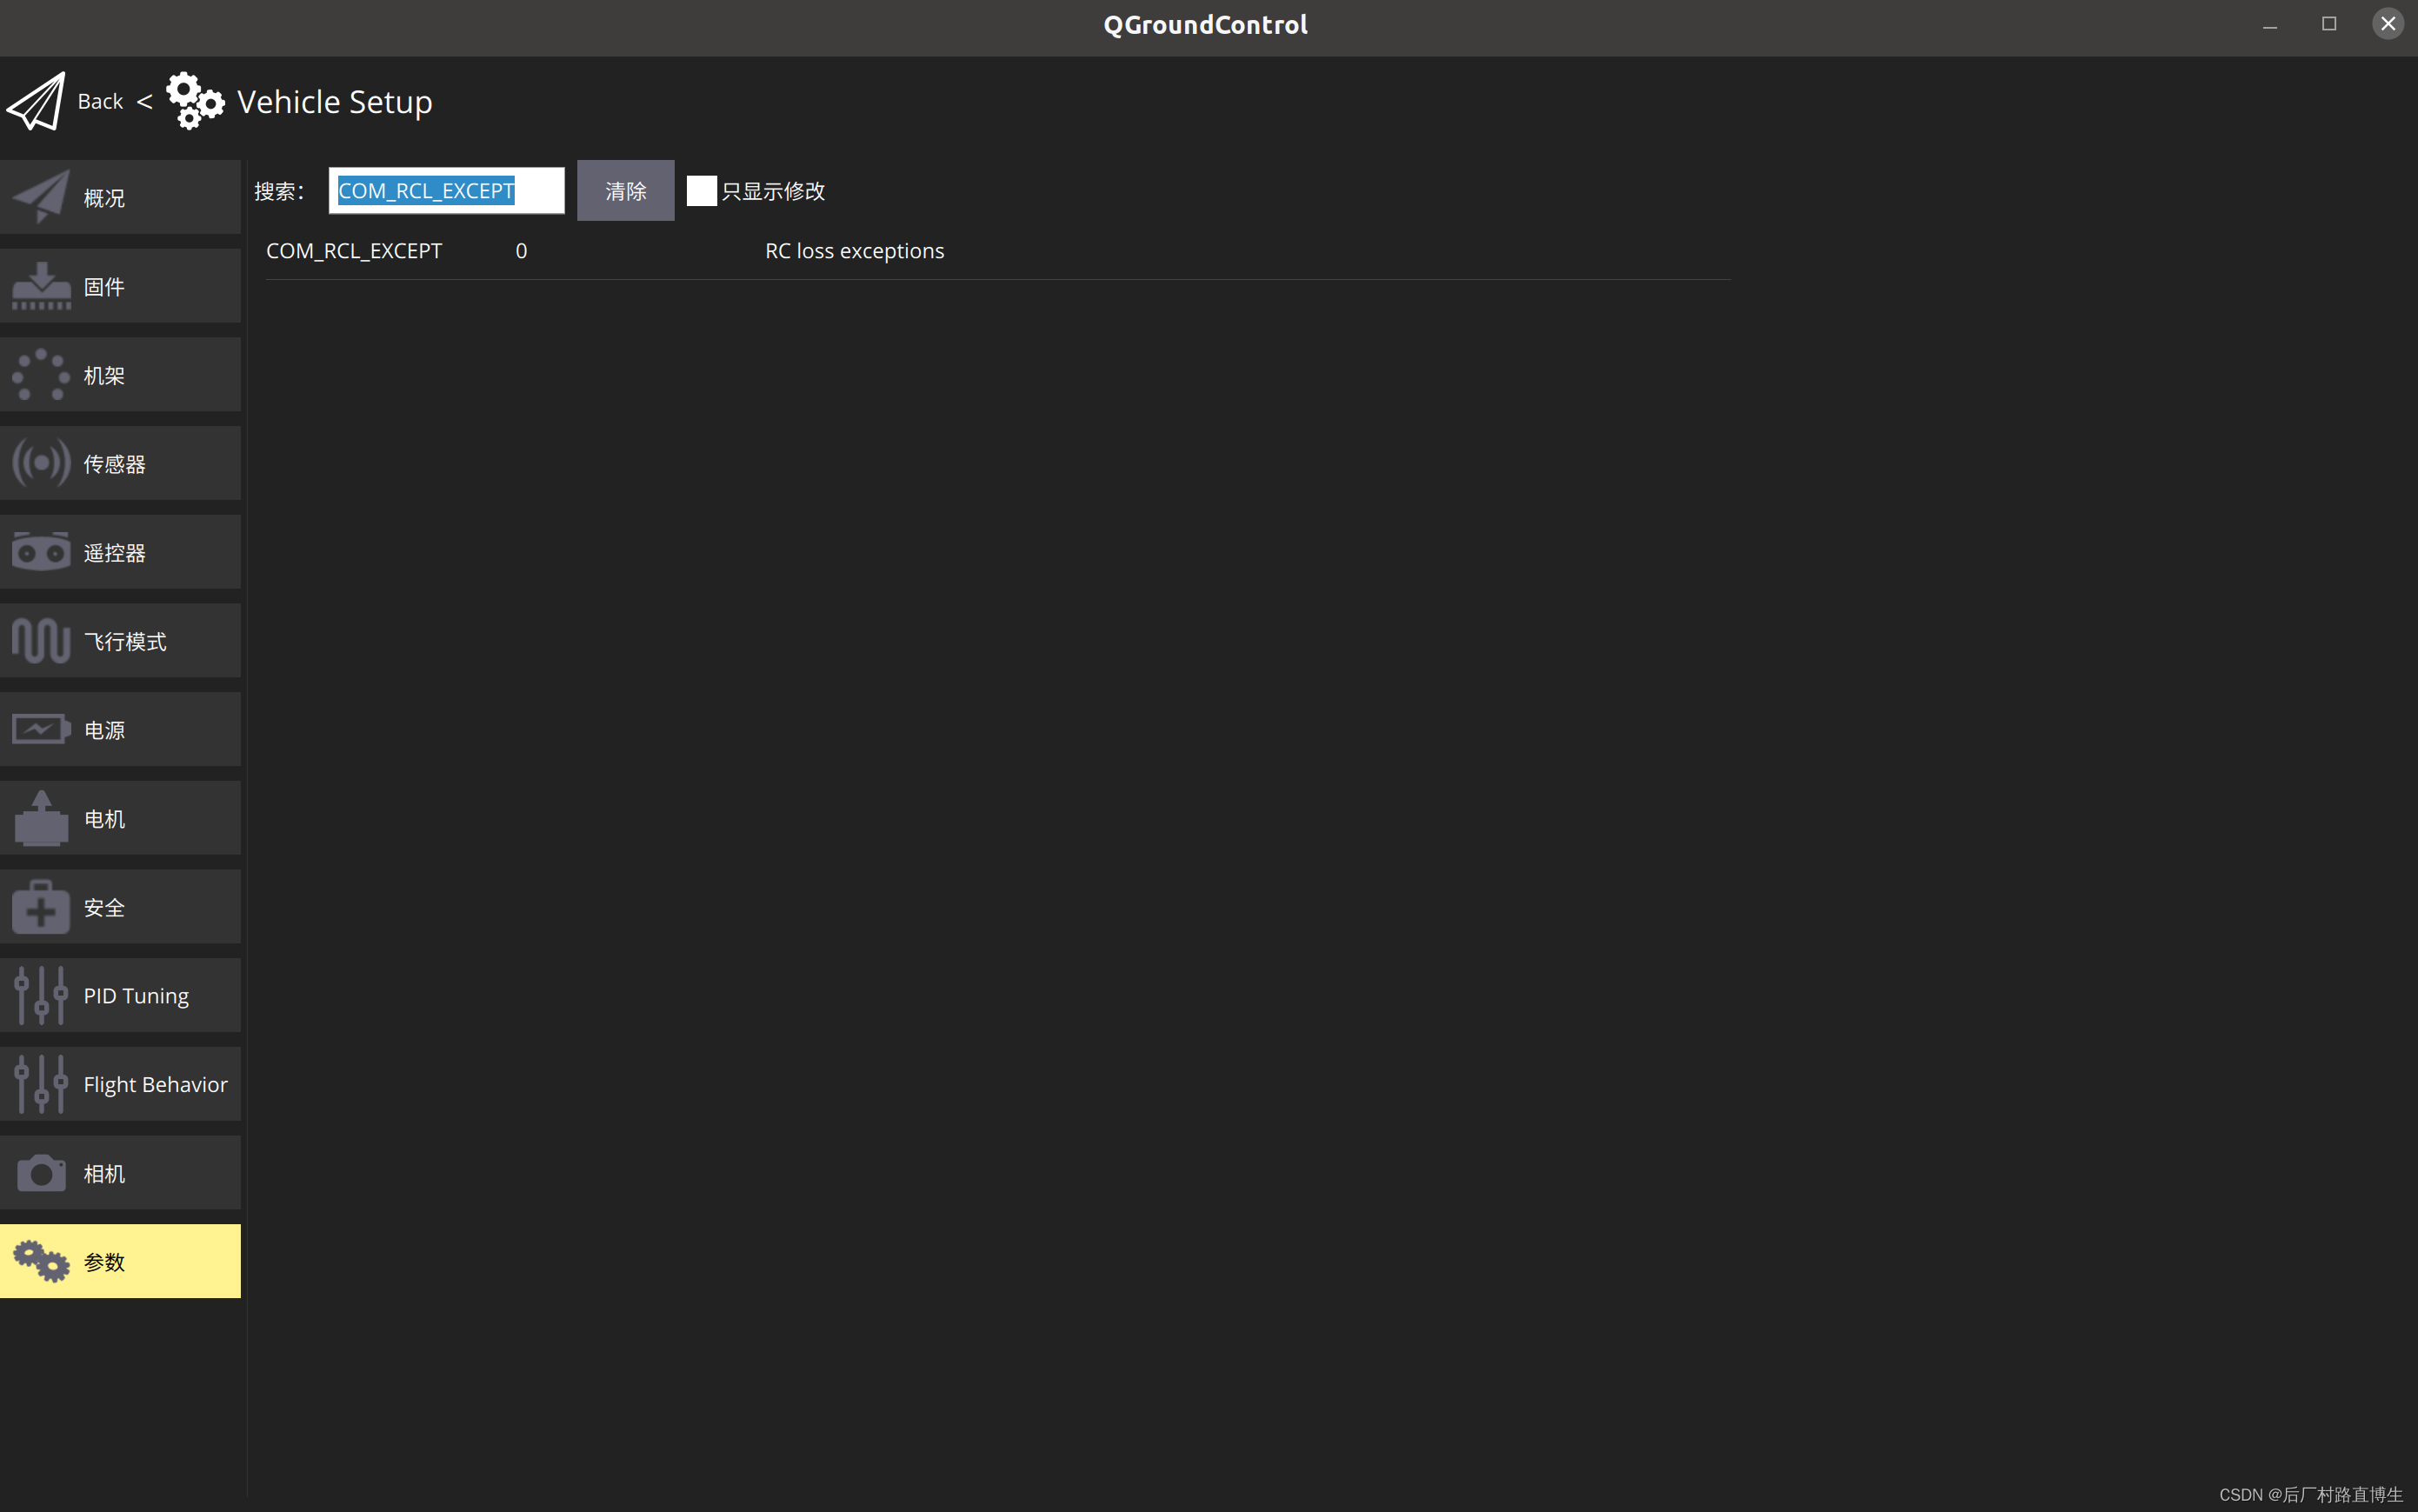 QGroundControl
Back < Vehicle Setup
概况
固件
机架
传感器
遥控器
飞行模式
电源
电机
安全
PID Tuning
Flight Behavior
相机
参数
搜索： COM_RCL_EXCEPT 清除 只显示修改
COM_RCL_EXCEPT 0 RC loss exceptions
CSDN @后厂村路直博生